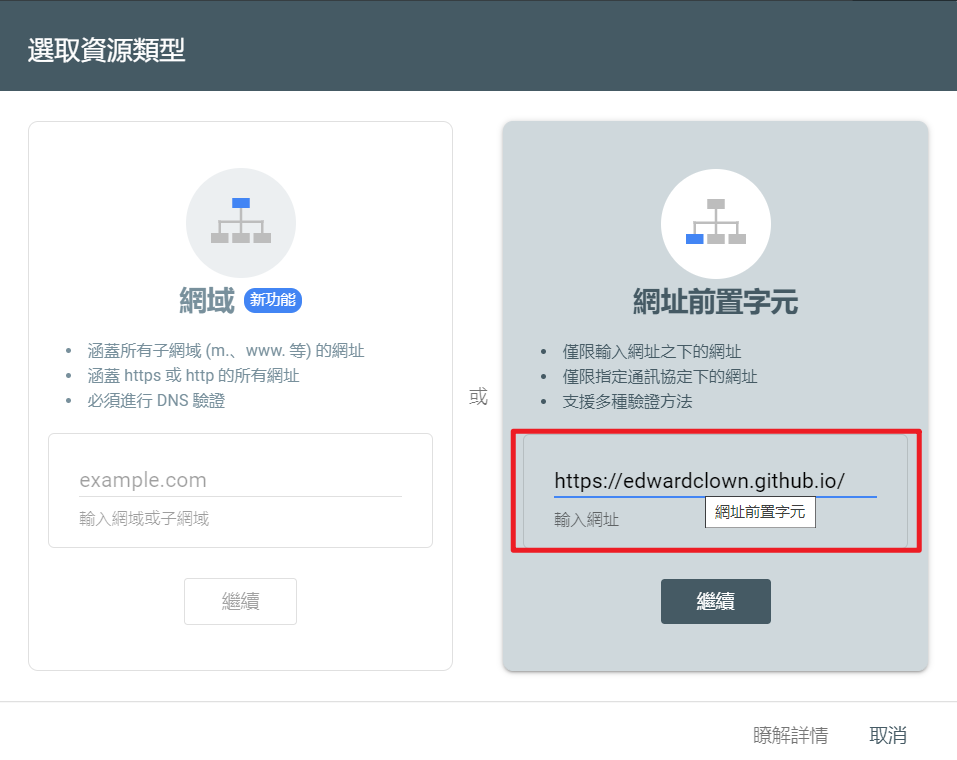 選取資源類型
網域 新功能
涵蓋所有子網域 (m.、www. 等) 的網址
涵蓋 https 或 http 的所有網址
必須進行 DNS 驗證
example.com
輸入網域或子網域
繼續
或
網址前置字元
僅限輸入網址之下的網址
僅限指定通訊協定下的網址
支援多種驗證方法
https://edwardclown.github.io/
輸入網址
網址前置字元
繼續
瞭解詳情 取消